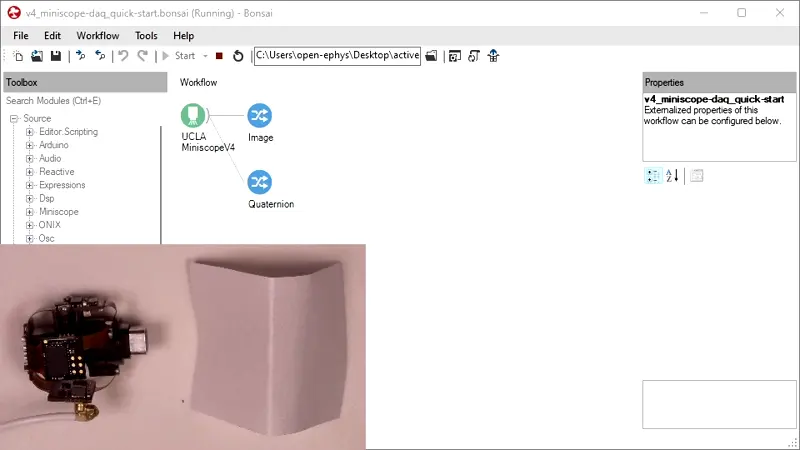 v4_miniscope-daq_quick-start.bonsai (Running) - Bonsai
File Edit Workflow Tools Help
Start C:\Users\open-ephys\Desktop\active
Toolbox
Search Modules (Ctrl+E)
Source
Editor.Scripting
Arduino
Audio
Reactive
Expressions
Dsp
Miniscope
ONIX
Osc
Workflow
UCLA
MiniscopeV4
Image
Quaternion
Properties
v4_miniscope-daq_quick-start
Externalized properties of this
workflow can be configured below.